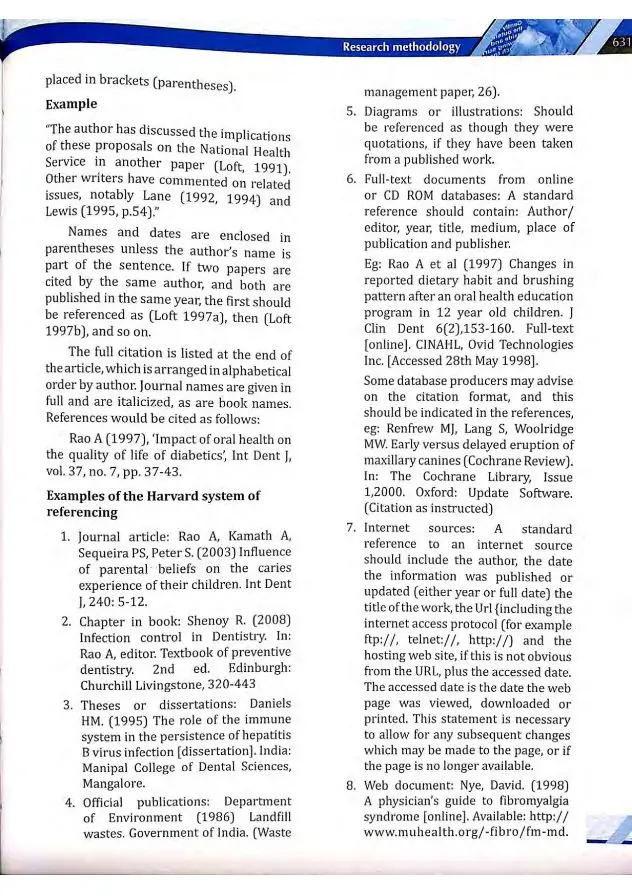 Research methodology
631
placed in brackets (parentheses).
Example
"The author has discussed the implications
of these proposals on the National Health
Service in another paper (Loft, 1991).
Other writers have commented on related
issues, notably Lane (1992, 1994) and
Lewis (1995, p.54)."
Names and dates are enclosed in
parentheses unless the author's name is
part of the sentence. If two papers are
cited by the same author, and both are
published in the same year, the first should
be referenced as (Loft 1997a), then (Loft
1997b), and so on.
The full citation is listed at the end of
the article, which is arranged in alphabetical
order by author. Journal names are given in
full and are italicized, as are book names.
References would be cited as follows:
Rao A (1997), 'Impact of oral health on
the quality of life of diabetics', Int Dent J,
vol. 37, no. 7, pp. 37-43.
Examples of the Harvard system of
referencing
1. Journal article: Rao A, Kamath A,
Sequeira PS, Peter S. (2003) Influence
of parental beliefs on the caries
experience of their children. Int Dent
J, 240: 5-12.
2. Chapter in book: Shenoy R. (2008)
Infection control in Dentistry. In:
Rao A, editor. Textbook of preventive
dentistry. 2nd ed. Edinburgh:
Churchill Livingstone, 320-443
3. Theses or dissertations: Daniels
HM. (1995) The role of the immune
system in the persistence of hepatitis
B virus infection [dissertation]. India:
Manipal College of Dental Sciences,
Mangalore.
4. Official publications: Department
of Environment (1986) Landfill
wastes. Government of India. (Waste
management paper, 26).
5. Diagrams or illustrations: Should
be referenced as though they were
quotations, if they have been taken
from a published work.
6. Full-text documents from online
or CD ROM databases: A standard
reference should contain: Author/
editor, year, title, medium, place of
publication and publisher.
Eg: Rao A et al (1997) Changes in
reported dietary habit and brushing
pattern after an oral health education
program in 12 year old children. J
Clin Dent 6(2),153-160. Full-text
[online]. CINAHL, Ovid Technologies
Inc. [Accessed 28th May 1998].
Some database producers may advise
on the citation format, and this
should be indicated in the references,
eg: Renfrew MJ, Lang S, Woolridge
MW. Early versus delayed eruption of
maxillary canines (Cochrane Review).
In: The Cochrane Library, Issue
1,2000. Oxford: Update Software.
(Citation as instructed)
7. Internet sources: A standard
reference to an internet source
should include the author, the date
the information was published or
updated (either year or full date) the
title of the work, the Url {including the
internet access protocol (for example
ftp://, telnet://, http://) and the
hosting web site, if this is not obvious
from the URL, plus the accessed date.
The accessed date is the date the web
page was viewed, downloaded or
printed. This statement is necessary
to allow for any subsequent changes
which may be made to the page, or if
the page is no longer available.
8. Web document: Nye, David. (1998)
A physician's guide to fibromyalgia
syndrome [online]. Available: http://
www.muhealth.org/-fibro/fm-md.